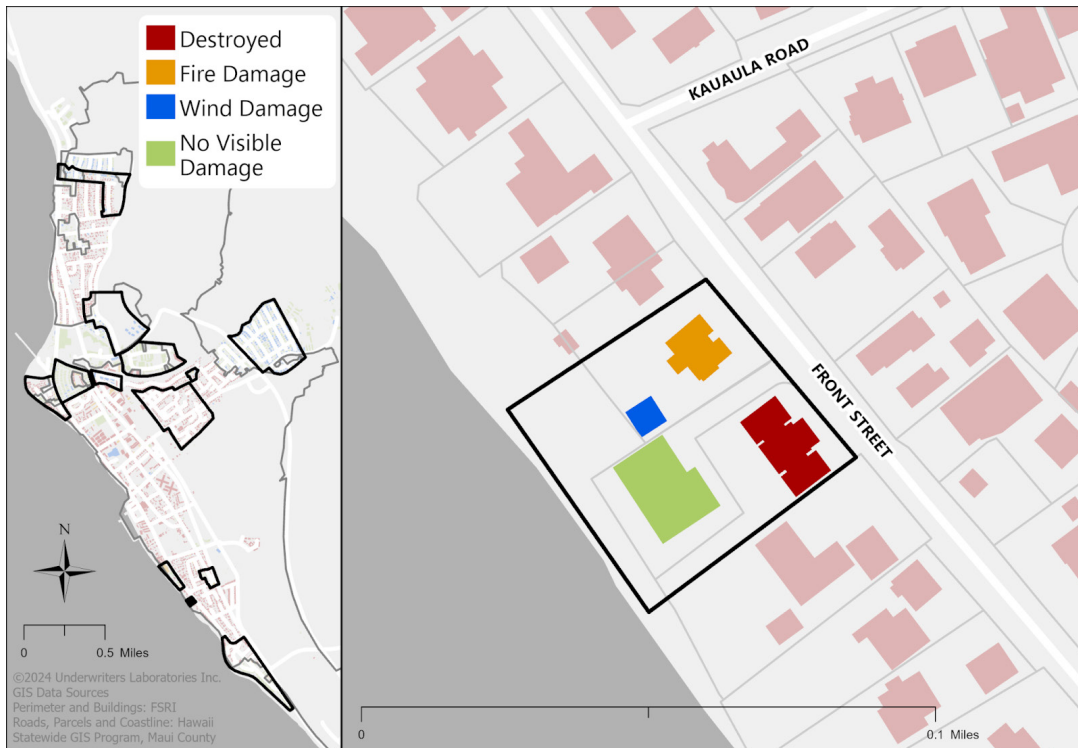 Destroyed
Fire Damage
Wind Damage
No Visible
Damage
N
0 0.5 Miles
©2024 Underwriters Laboratories Inc.
GIS Data Sources
Perimeter and Buildings: FSRI
Roads, Parcels and Coastline: Hawaii
Statewide GIS Program, Maui County
KAUAULA ROAD
FRONT STREET
0 0.1 Miles